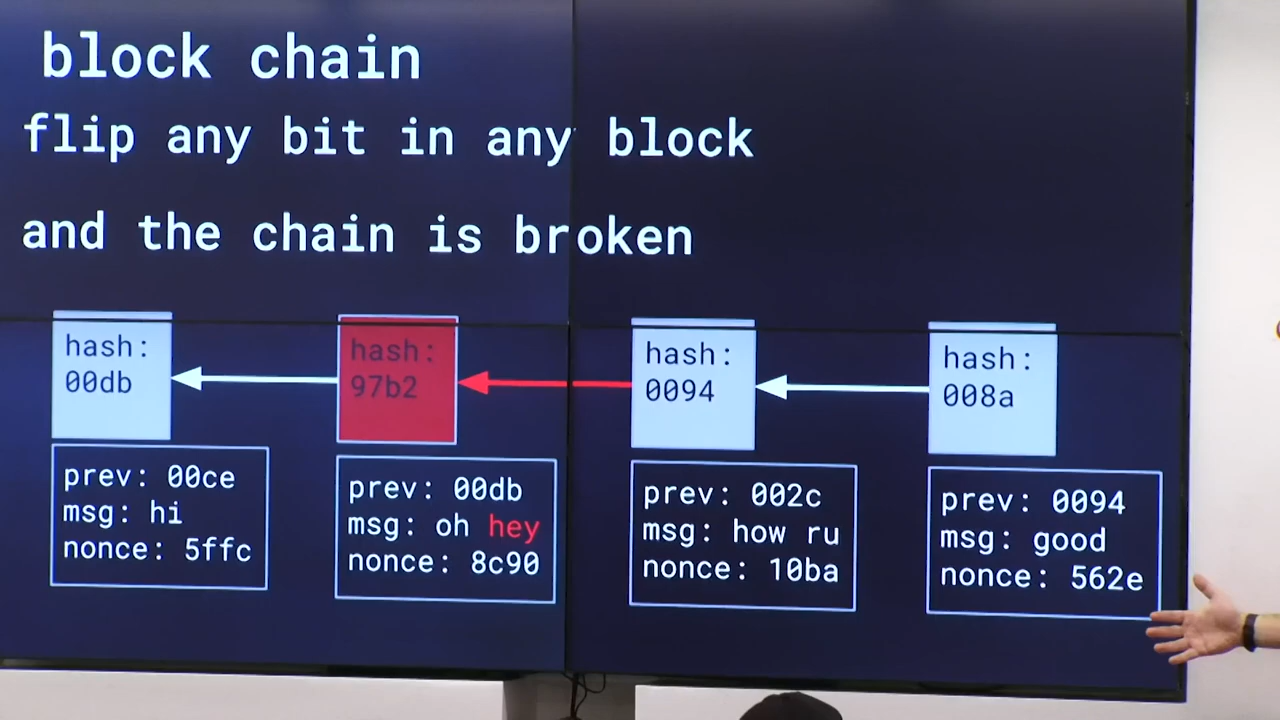 block chain
flip any bit in any block
and the chain is broken
hash:
00db
hash:
97b2
hash:
0094
hash:
008a
prev: 00ce
msg: hi
nonce: 5ffc
prev: 00db
msg: oh hey
nonce: 8c90
prev: 002c
msg: how ru
nonce: 10ba
prev: 0094
msg: good
nonce: 562e